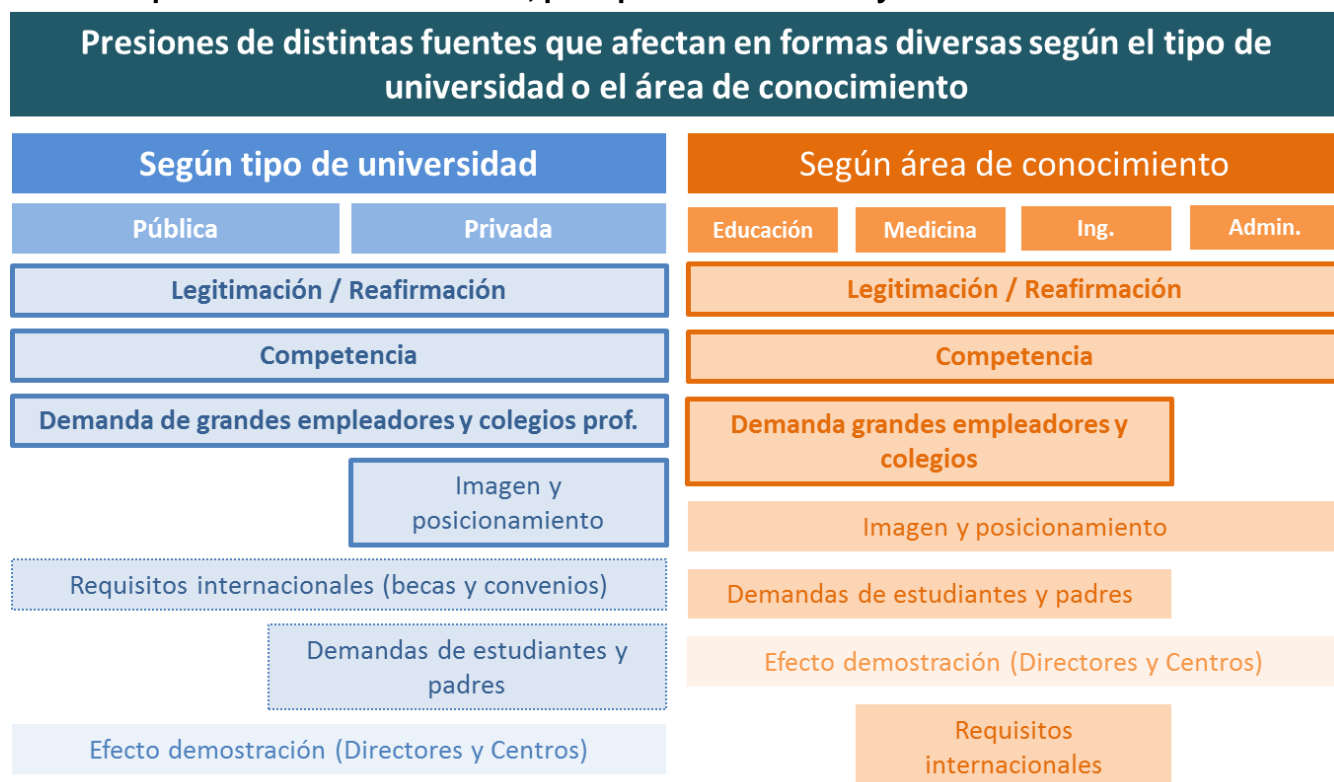 Presiones de distintas fuentes que afectan en formas diversas según el tipo de
universidad o el área de conocimiento
Según tipo de universidad
Pública
Privada
Legitimación / Reafirmación
Competencia
Demanda de grandes empleadores y colegios prof.
Imagen y
posicionamiento
Requisitos internacionales (becas y convenios)
Demandas de estudiantes y
padres
Efecto demostración (Directores y Centros)
Según área de conocimiento
Educación
Medicina
Ing.
Admin.
Legitimación / Reafirmación
Competencia
Demanda grandes empleadores y
colegios
Imagen y posicionamiento
Demandas de estudiantes y padres
Efecto demostración (Directores y Centros)
Requisitos
internacionales